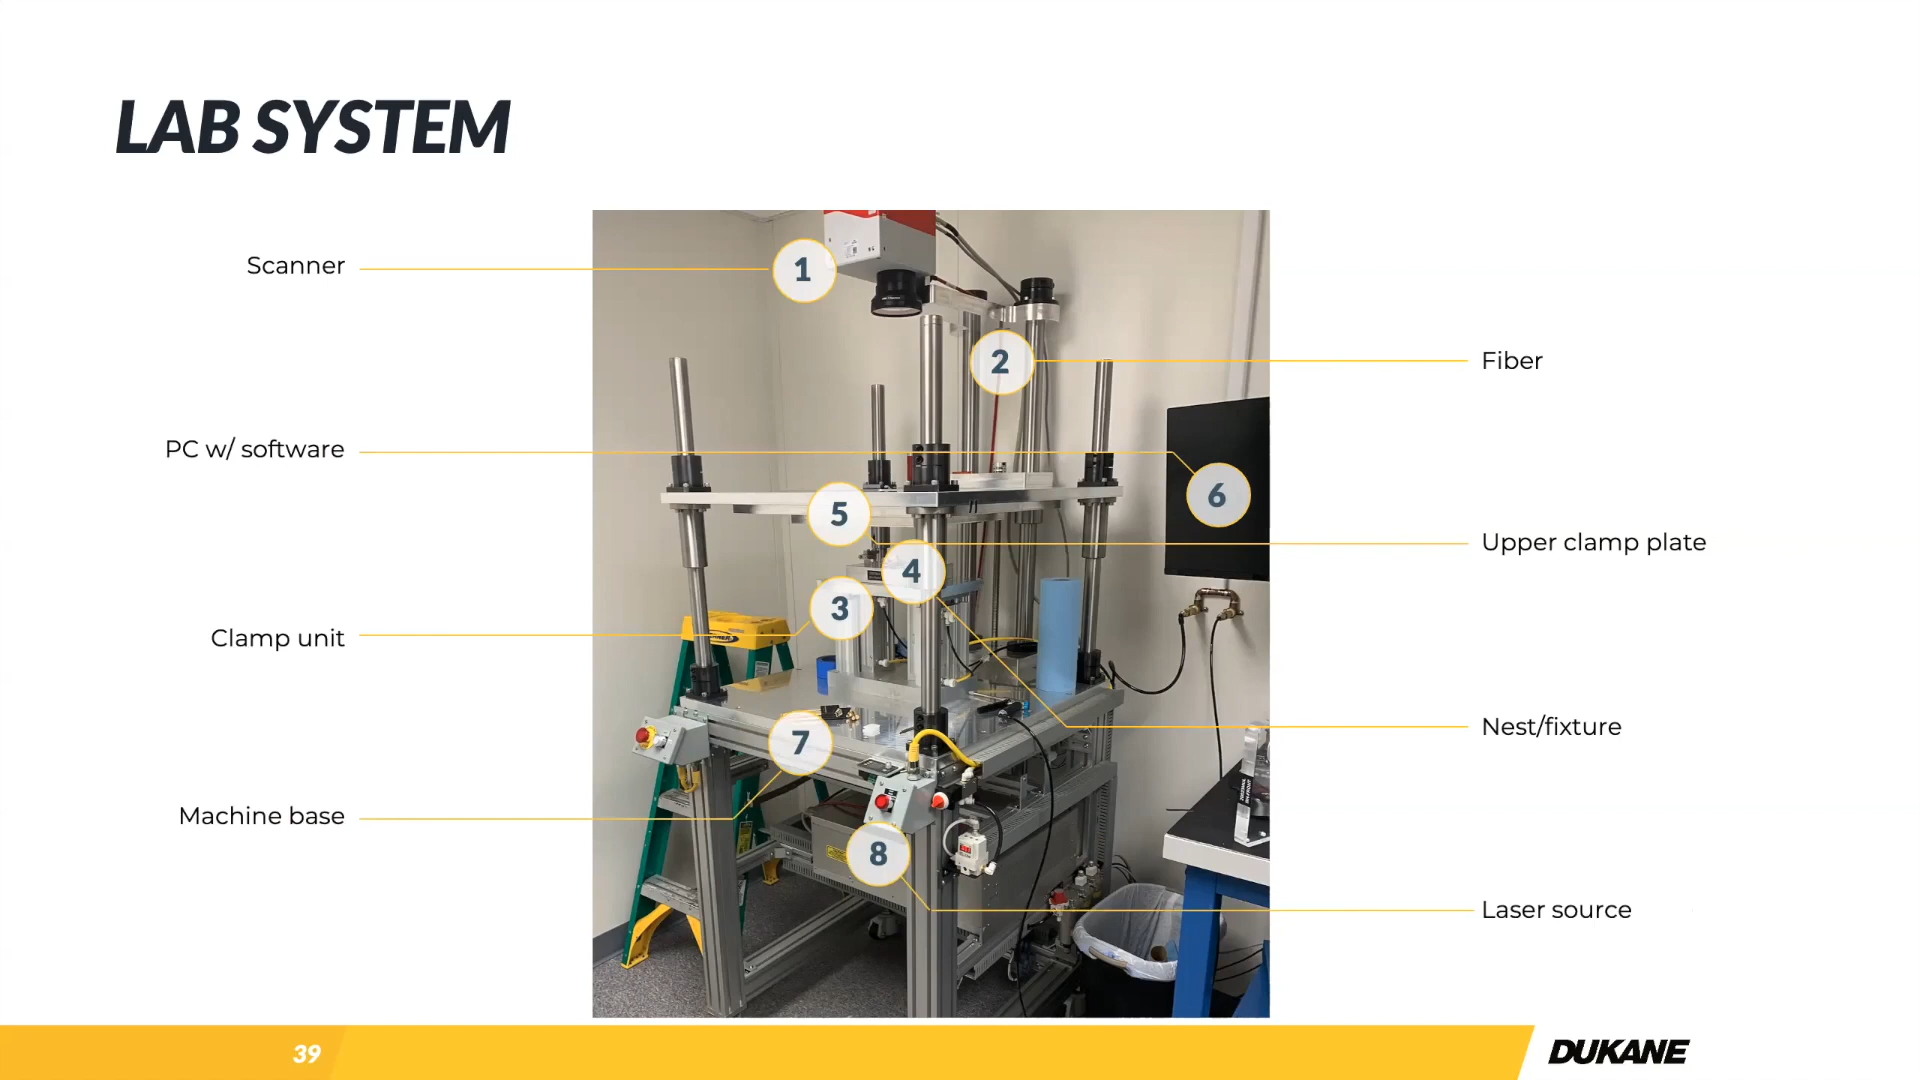 LAB SYSTEM
Scanner
1
2
Fiber
PC w/ software
6
5
Upper clamp plate
4
3
Clamp unit
Nest/fixture
7
Machine base
8
Laser source
39
DUKANE